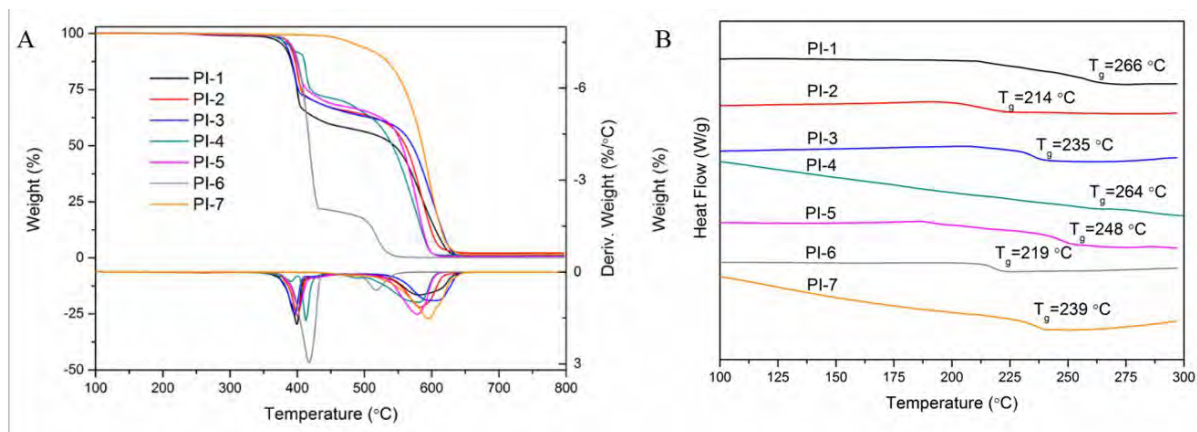 A
100
75
50
25
0
-25
-50
Weight (%)
PI-1
PI-2
PI-3
PI-4
PI-5
PI-6
PI-7
-6
-3
0
3
Deriv. Weight (%/°C)
100 200 300 400 500 600 700 800
Temperature (°C)
B
Weight (%)
Heat Flow (W/g)
PI-1
Tg=266 °C
PI-2
Tg=214 °C
PI-3
Tg=235 °C
PI-4
Tg=264 °C
PI-5
Tg=248 °C
PI-6
Tg=219 °C
PI-7
Tg=239 °C
100 125 150 175 200 225 250 275 300
Temperature (°C)